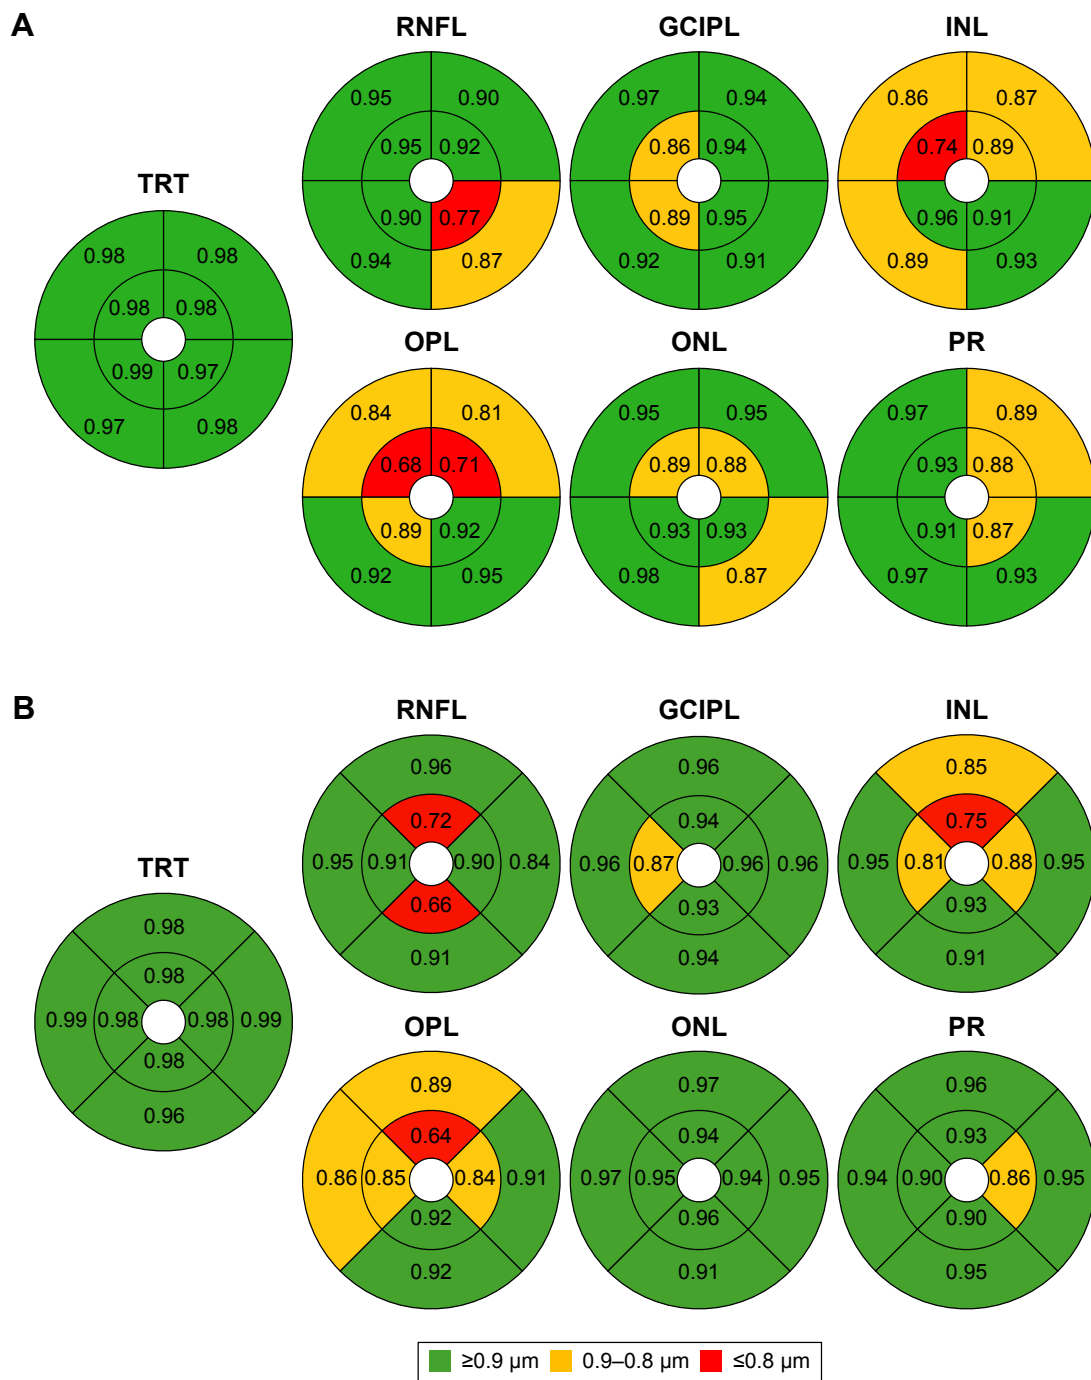 A
RNFL GCIPL INL
0.95 0.90 0.97 0.94 0.86 0.87
0.95 0.92 0.86 0.94 0.74 0.89
TRT
0.90 0.77 0.89 0.95 0.96 0.91
0.94 0.87 0.92 0.91 0.89 0.93
0.98 0.98
0.98 0.98
0.99 0.97
0.97 0.98
OPL ONL PR
0.84 0.81 0.95 0.95 0.97 0.89
0.68 0.71 0.89 0.88 0.93 0.88
0.89 0.92 0.93 0.93 0.91 0.87
0.92 0.95 0.98 0.87 0.97 0.93
B
RNFL GCIPL INL
0.96 0.96 0.85
0.72 0.94 0.75
0.95 0.91 0.90 0.84 0.96 0.87 0.96 0.96 0.95 0.81 0.88 0.95
0.66 0.93 0.93
0.91 0.94 0.91
TRT
0.98
0.98
0.99 0.98 0.98 0.99
0.98
0.96
OPL ONL PR
0.89 0.97 0.96
0.64 0.94 0.93
0.86 0.85 0.84 0.91 0.97 0.95 0.94 0.95 0.94 0.90 0.86 0.95
0.92 0.96 0.90
0.92 0.91 0.95
≥0.9 µm 0.9–0.8 µm ≤0.8 µm